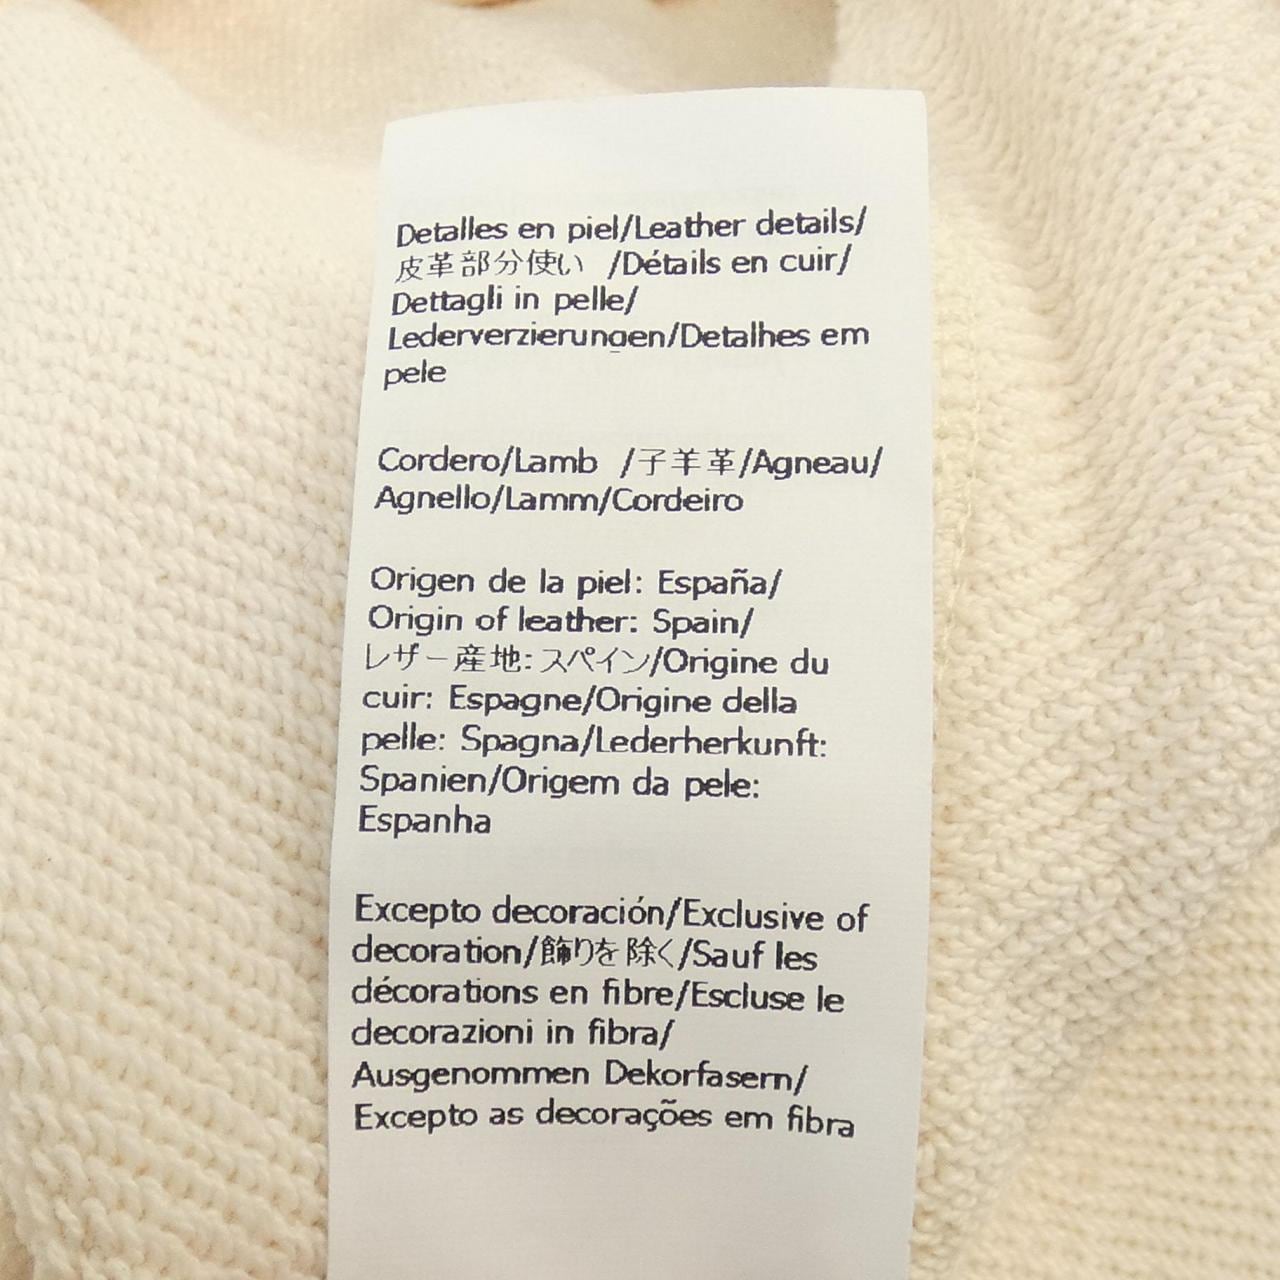 Detalles en piel/Leather details/
皮革部分使い /Détails en cuir/
Dettagli in pelle/
Lederverzierungen/Detalhes em
pele
Cordero/Lamb /子羊革/Agneau/
Agnello/Lamm/Cordeiro
Origen de la piel: España/
Origin of leather: Spain/
レザー産地: スペイン/Origine du
cuir: Espagne/Origine della
pelle: Spagna/Lederherkunft:
Spanien/Origem da pele:
Espanha
Excepto decoración/Exclusive of
decoration/飾りを除く/Sauf les
décorations en fibre/Escluse le
decorazioni in fibra/
Ausgenommen Dekorfasern/
Excepto as decorações em fibra